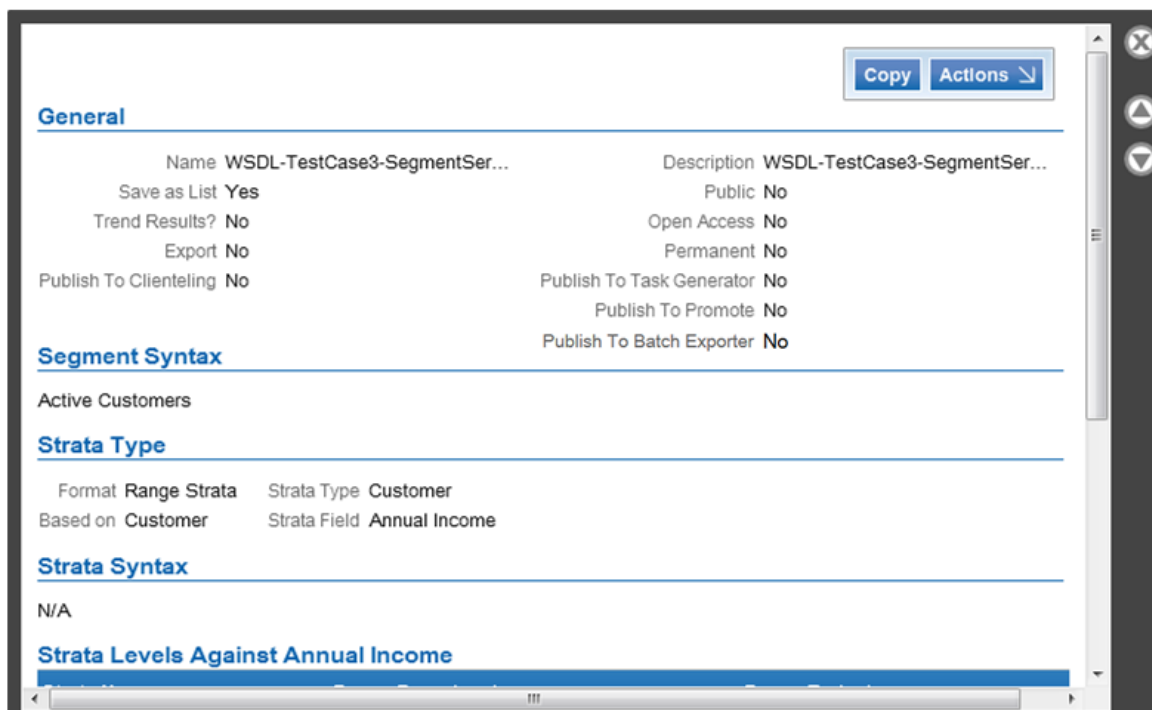 Copy Actions
General
Name WSDL-TestCase3-SegmentSer... Description WSDL-TestCase3-SegmentSer...
Save as List Yes Public No
Trend Results? No Open Access No
Export No Permanent No
Publish To Clienteling No Publish To Task Generator No
Publish To Promote No
Publish To Batch Exporter No
Segment Syntax
Active Customers
Strata Type
Format Range Strata Strata Type Customer
Based on Customer Strata Field Annual Income
Strata Syntax
N/A
Strata Levels Against Annual Income